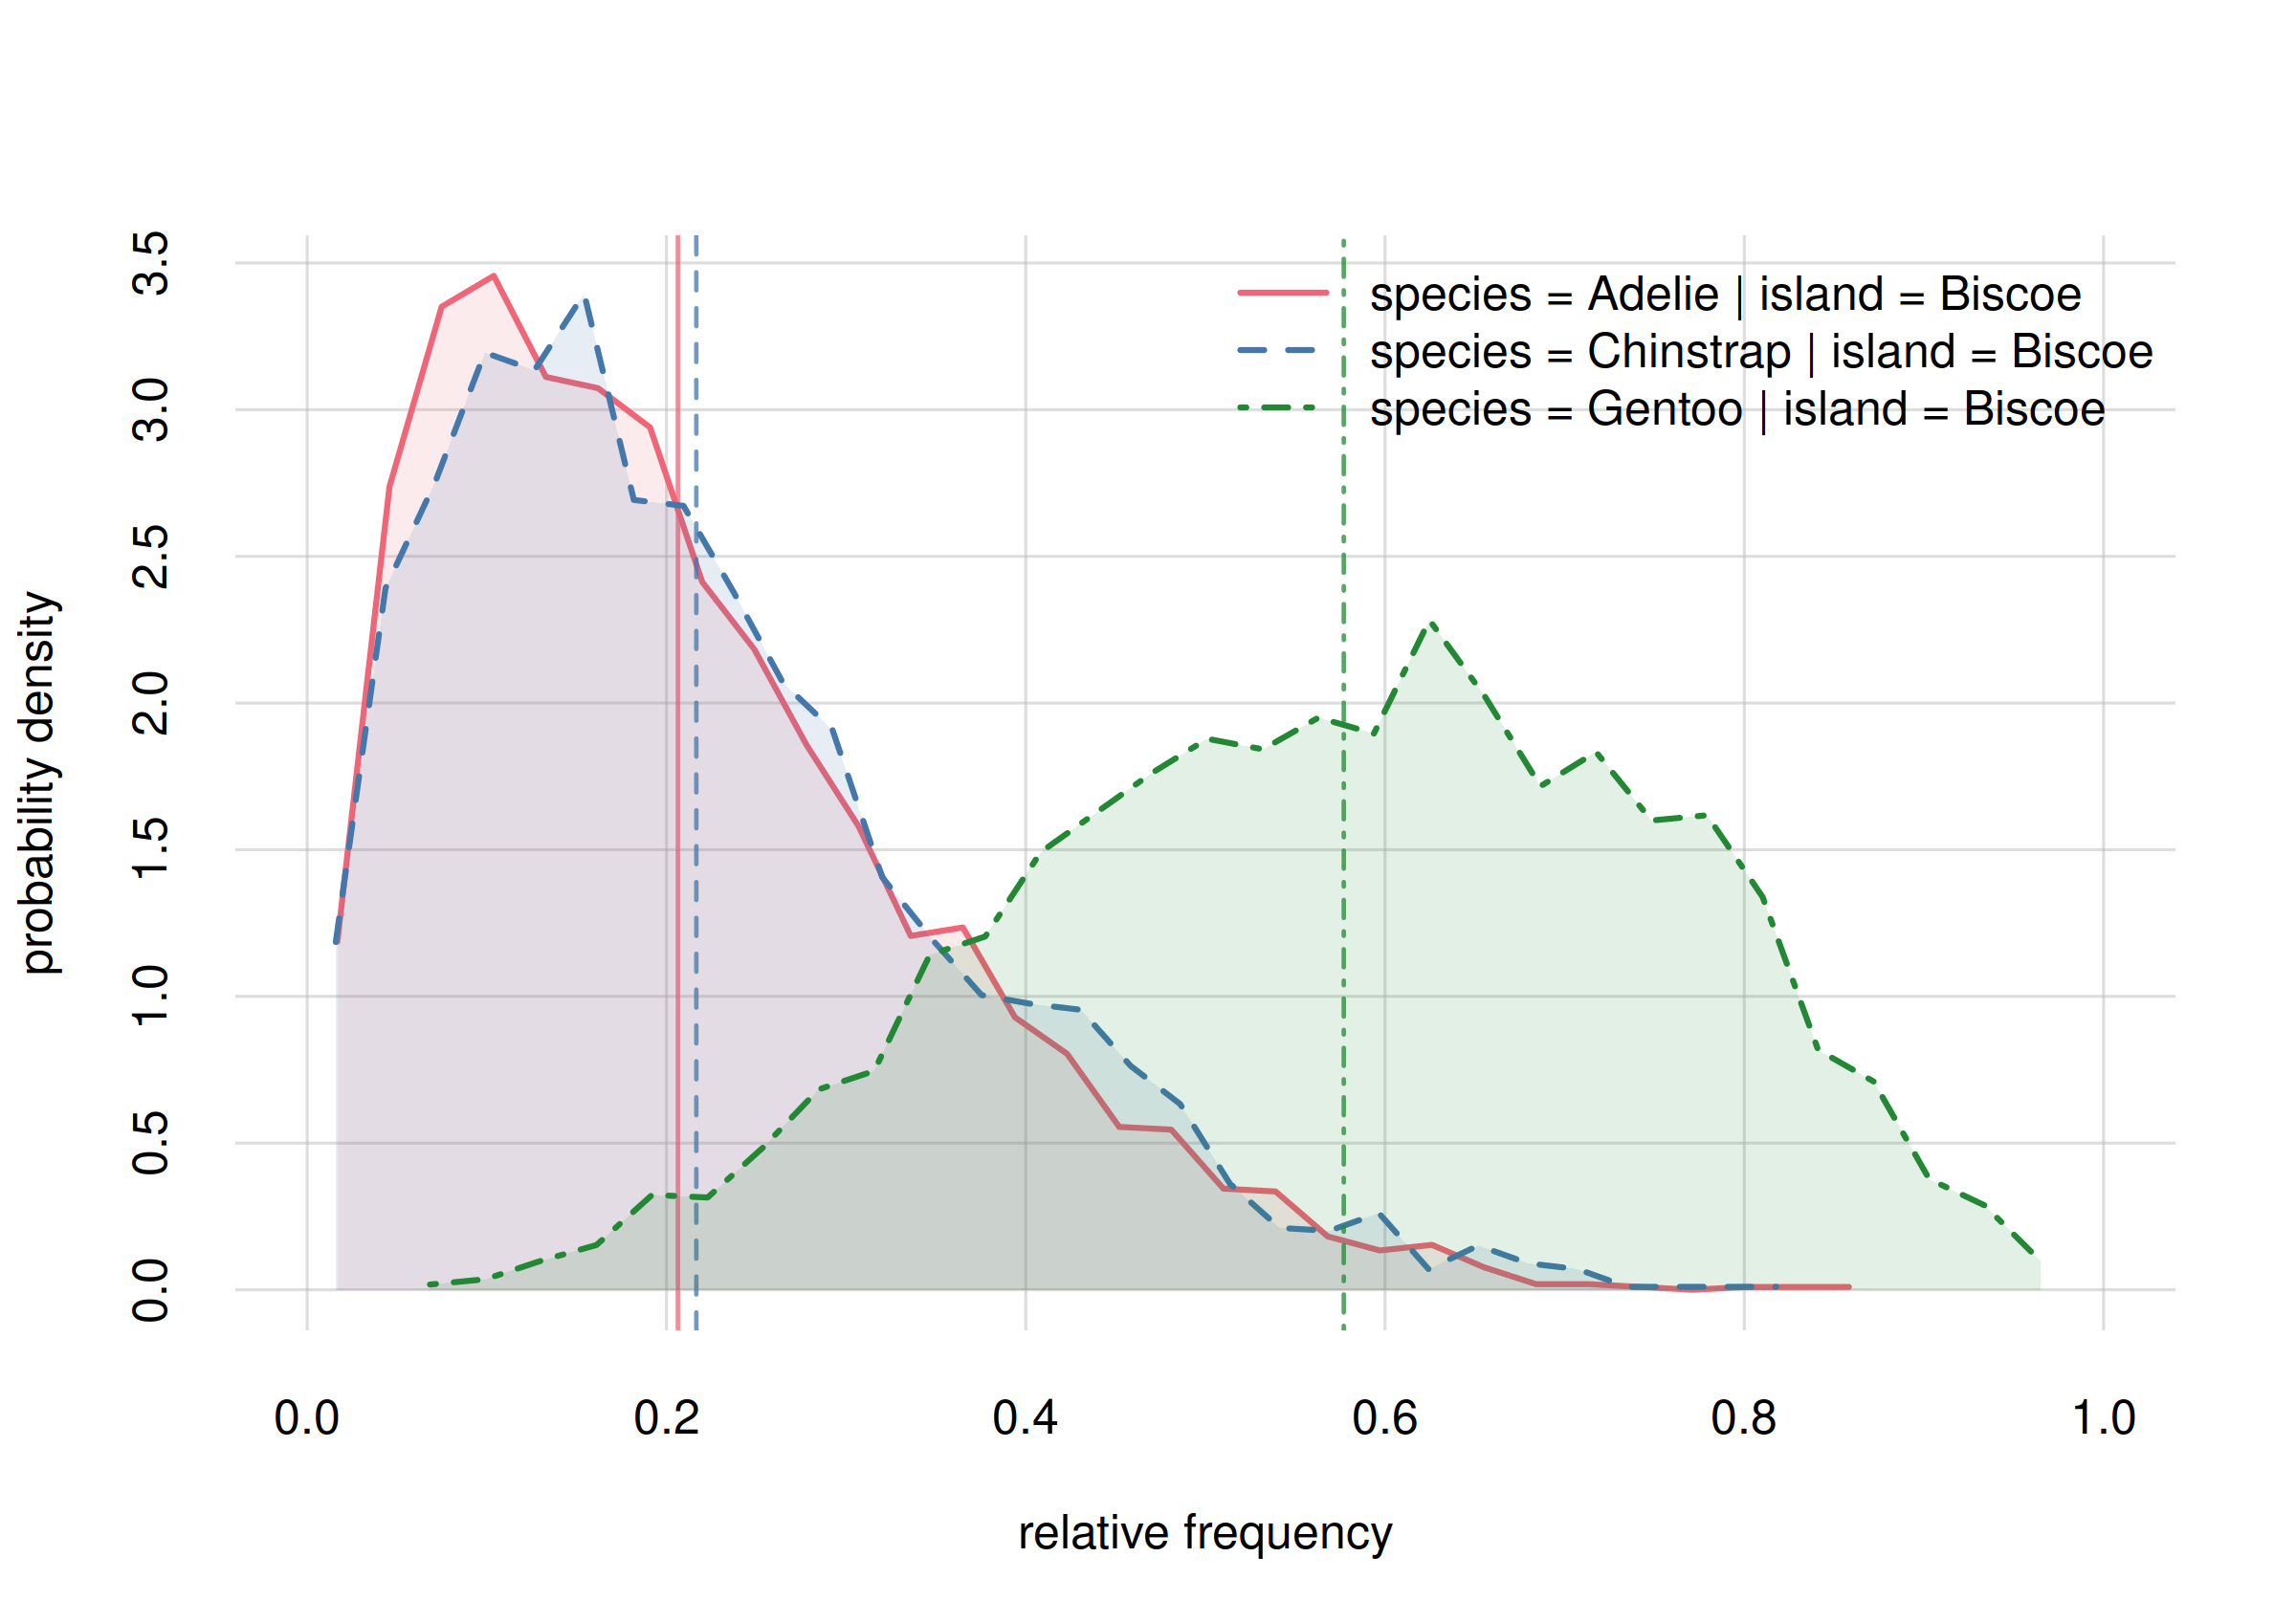 species = Adelie | island = Biscoe
species = Chinstrap | island = Biscoe
species = Gentoo | island = Biscoe
3.5
3.0
2.5
2.0
1.5
1.0
0.5
0.0
probability density
0.0 0.2 0.4 0.6 0.8 1.0
relative frequency